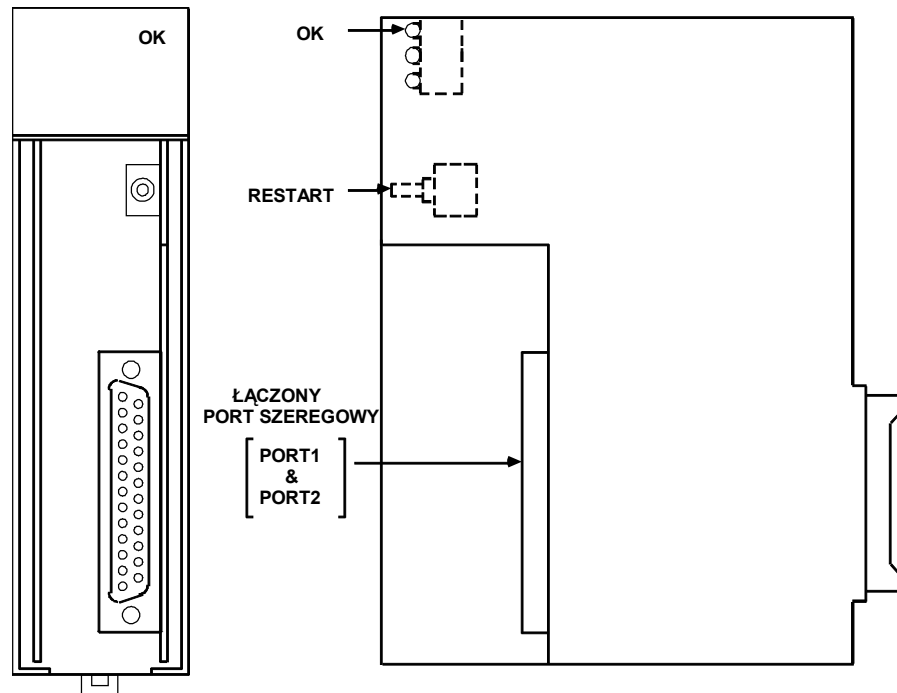 OK
OK
RESTART
ŁĄCZONY
PORT SZEREGOWY
PORT1
&
PORT2